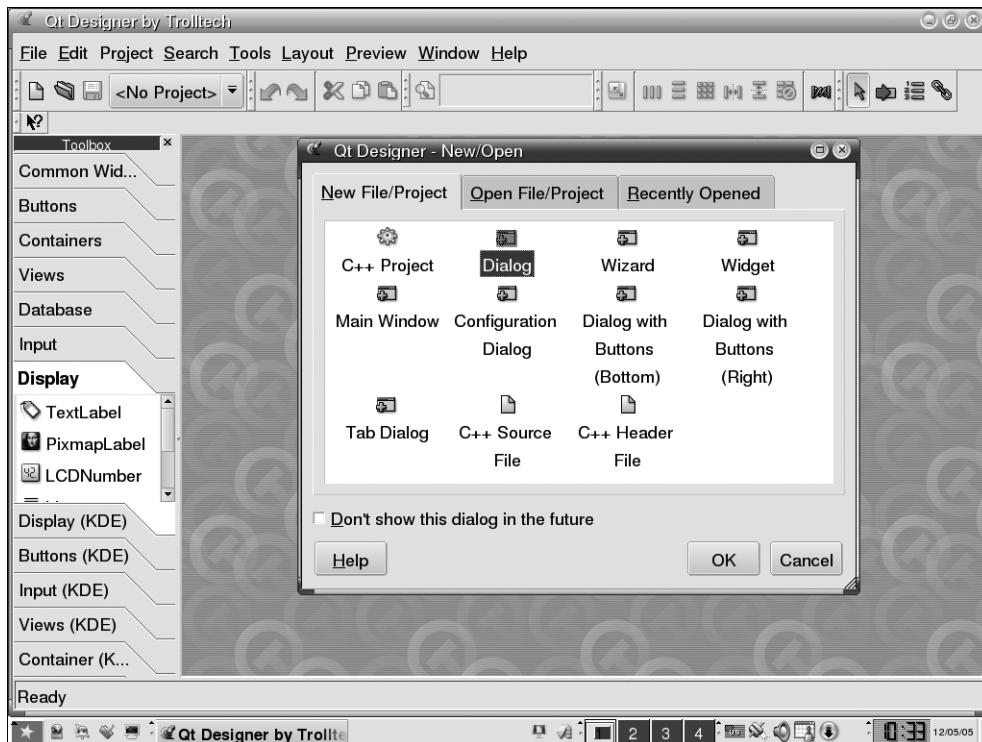 Qt Designer by Trolltech
File Edit Project Search Tools Layout Preview Window Help
<No Project>
Toolbox
Common Wid...
Buttons
Containers
Views
Database
Input
Display
TextLabel
PixmapLabel
LCDNumber
Display (KDE)
Buttons (KDE)
Input (KDE)
Views (KDE)
Container (K...
Qt Designer - New/Open
New File/Project Open File/Project Recently Opened
C++ Project Dialog Wizard Widget
Main Window Configuration Dialog with Dialog with
Dialog Buttons Buttons
(Bottom) (Right)
Tab Dialog C++ Source C++ Header
File File
Don't show this dialog in the future
Help OK Cancel
Ready
Qt Designer by Trollte 2 3 4 10:33 12/05/05